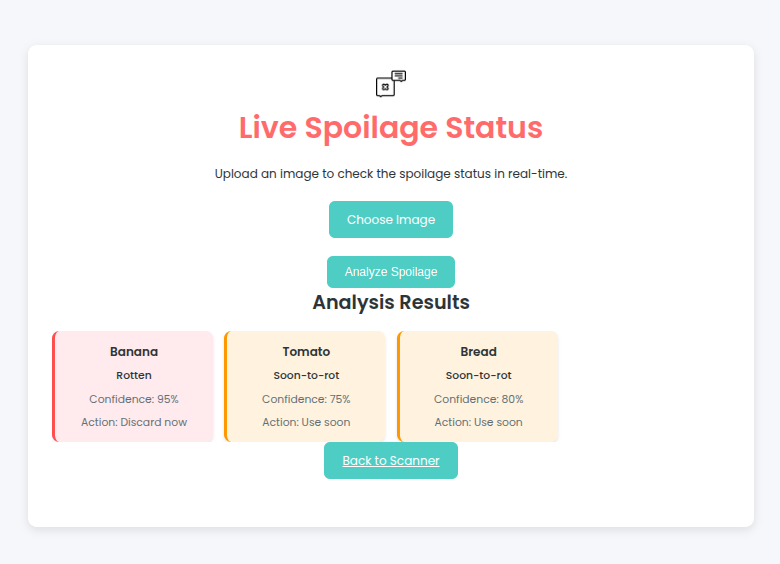 Live Spoilage Status
Upload an image to check the spoilage status in real-time.
Choose Image
Analyze Spoilage
Analysis Results
Banana
Rotten
Confidence: 95%
Action: Discard now
Tomato
Soon-to-rot
Confidence: 75%
Action: Use soon
Bread
Soon-to-rot
Confidence: 80%
Action: Use soon
Back to Scanner